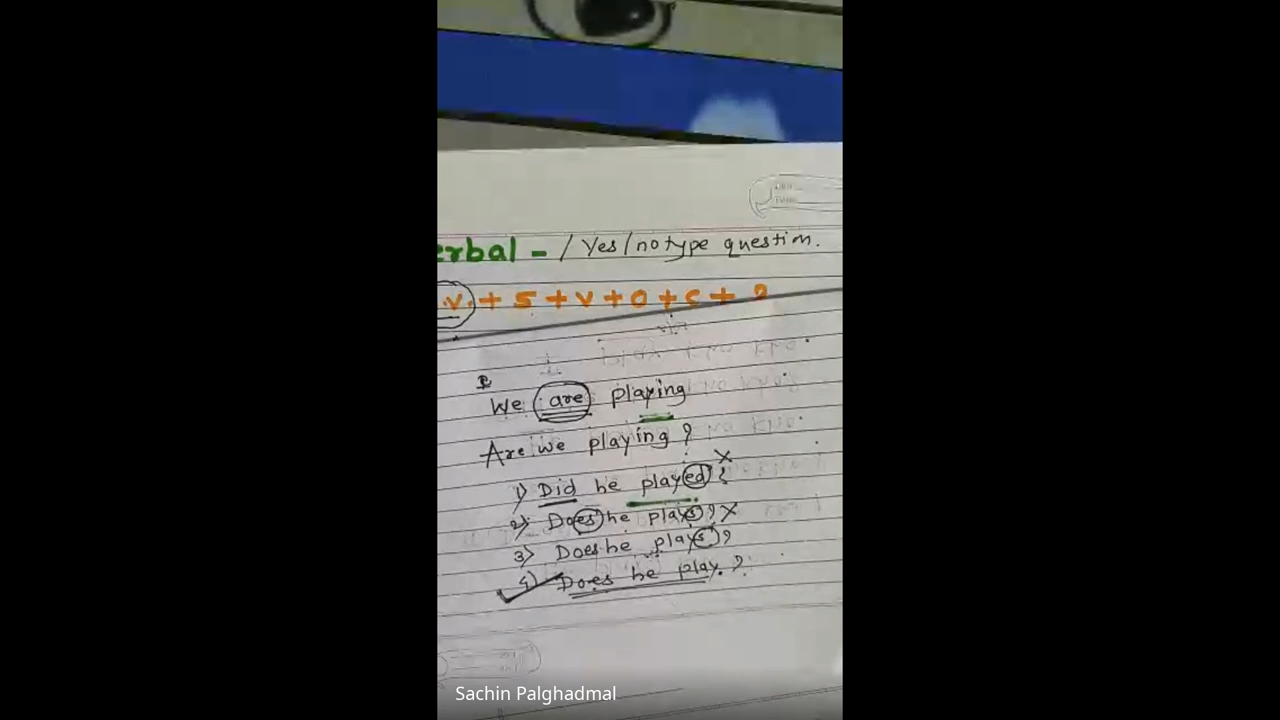 erbal - / Yes/no type question.
.v. + S + V + O + C + ?
We are playing
Are we playing ?
1) Did he played ? X
2) Does he plays ? X
3) Does he plays ?
4) Does he play. ?
Sachin Palghadmal